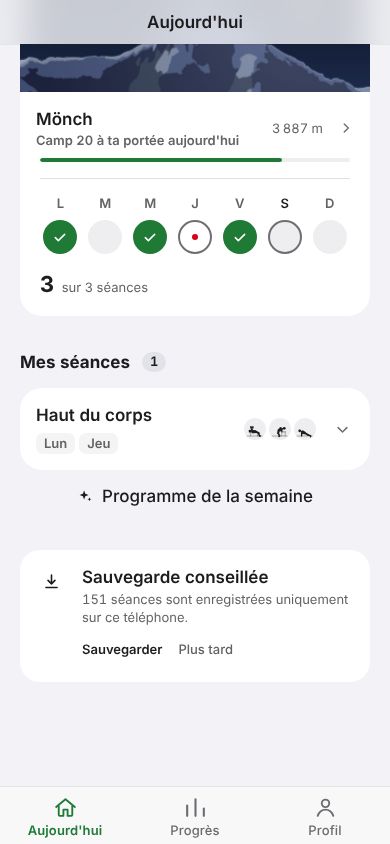 Aujourd'hui
Mönch
Camp 20 à ta portée aujourd'hui
3 887 m
L M M J V S D
3 sur 3 séances
Mes séances 1
Haut du corps
Lun Jeu
Programme de la semaine
Sauvegarde conseillée
151 séances sont enregistrées uniquement
sur ce téléphone.
Sauvegarder Plus tard
Aujourd'hui Progrès Profil